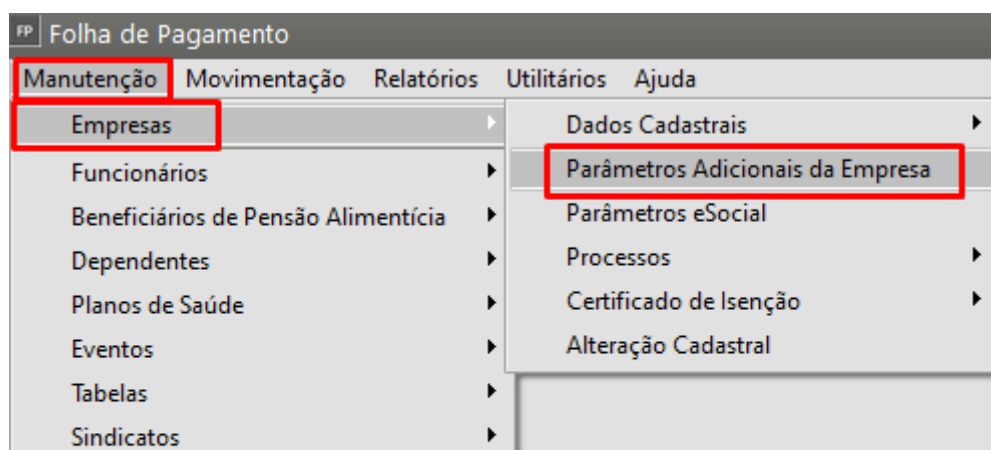 FP Folha de Pagamento
Manutenção Movimentação Relatórios Utilitários Ajuda
Empresas
Funcionários
Beneficiários de Pensão Alimentícia
Dependentes
Planos de Saúde
Eventos
Tabelas
Sindicatos
Dados Cadastrais
Parâmetros Adicionais da Empresa
Parâmetros eSocial
Processos
Certificado de Isenção
Alteração Cadastral